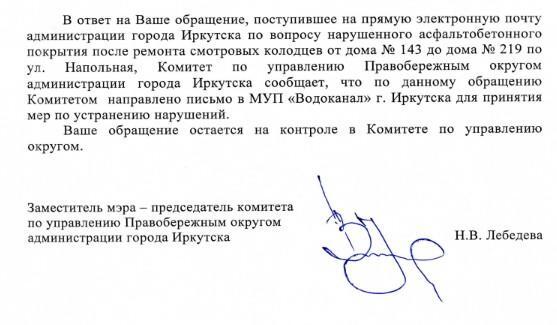 В ответ на Ваше обращение, поступившее на прямую электронную почту
администрации города Иркутска по вопросу нарушенного асфальтобетонного
покрытия после ремонта смотровых колодцев от дома № 143 до дома № 219 по
ул. Напольная, Комитет по управлению Правобережным округом
администрации города Иркутска сообщает, что по данному обращению
Комитетом направлено письмо в МУП «Водоканал» г. Иркутска для принятия
мер по устранению нарушений.
Ваше обращение остается на контроле в Комитете по управлению
округом.
Заместитель мэра – председатель комитета
по управлению Правобережным округом
администрации города Иркутска
Н.В. Лебедева